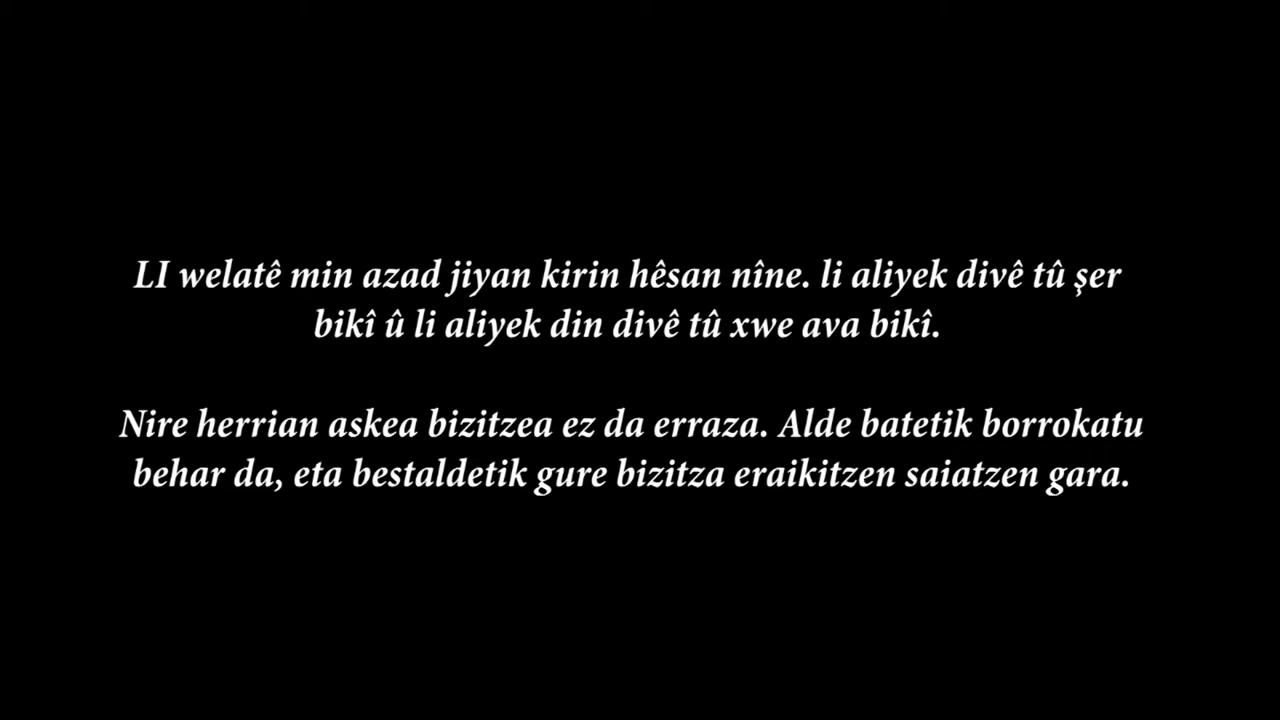 LI welatê min azad jiyan kirin hêsan nîne. li aliyek divê tû şer
bikî û li aliyek din divê tû xwe ava bikî.
Nire herrian askea bizitzea ez da erraza. Alde batetik borrokatu
behar da, eta bestaldetik gure bizitza eraikitzen saiatzen gara.